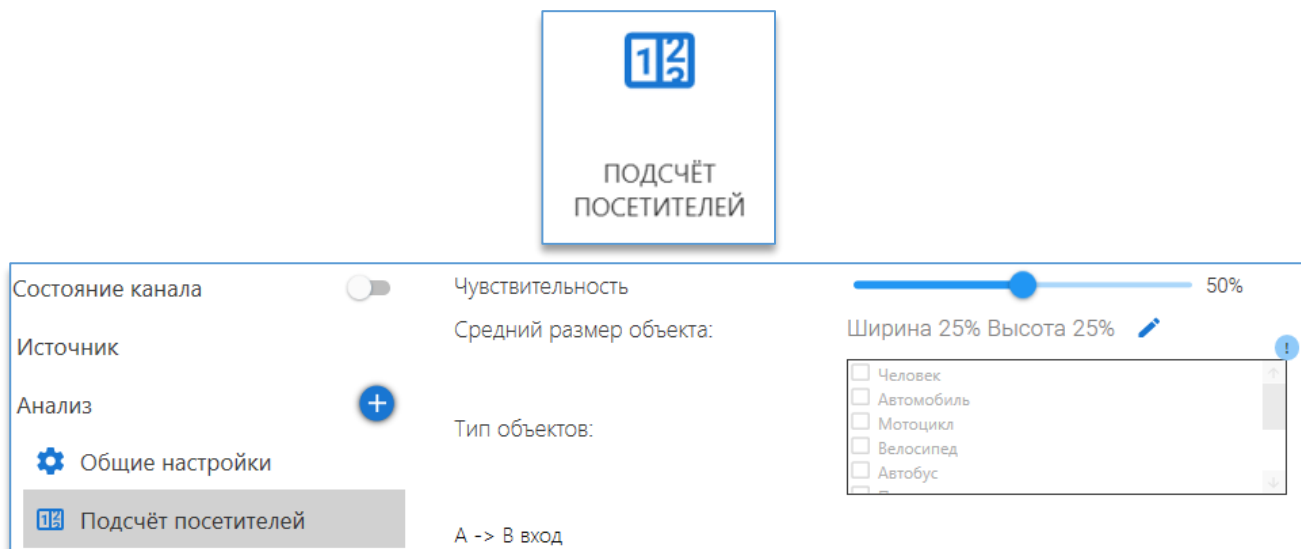 ПОДСЧЁТ
ПОСЕТИТЕЛЕЙ
Состояние канала
Источник
Анализ
Общие настройки
Подсчёт посетителей
Чувствительность
50%
Средний размер объекта:
Ширина 25% Высота 25%
Тип объектов:
Человек
Автомобиль
Мотоцикл
Велосипед
Автобус
A -> B вход